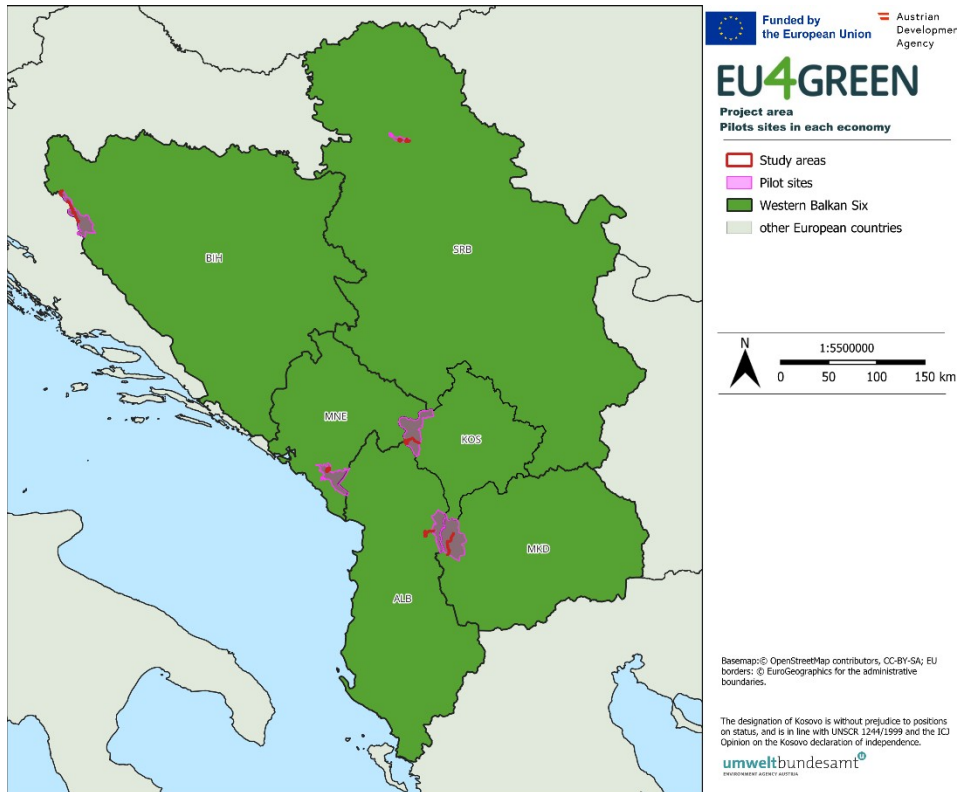 Funded by
the European Union
Austrian
Developmer
Agency
EU4GREEN
Project area
Pilots sites in each economy
Study areas
Pilot sites
Western Balkan Six
other European countries
N
1:5500000
0 50 100 150 km
BIH
SRB
MNE
KOS
MKD
ALB
Basemap:© OpenStreetMap contributors, CC-BY-SA; EU
borders: © EuroGeographics for the administrative
boundaries.
The designation of Kosovo is without prejudice to positions
on status, and is in line with UNSCR 1244/1999 and the ICJ
Opinion on the Kosovo declaration of independence.
umweltbundesamt
ENVIRONMENT AGENCY AUSTRIA